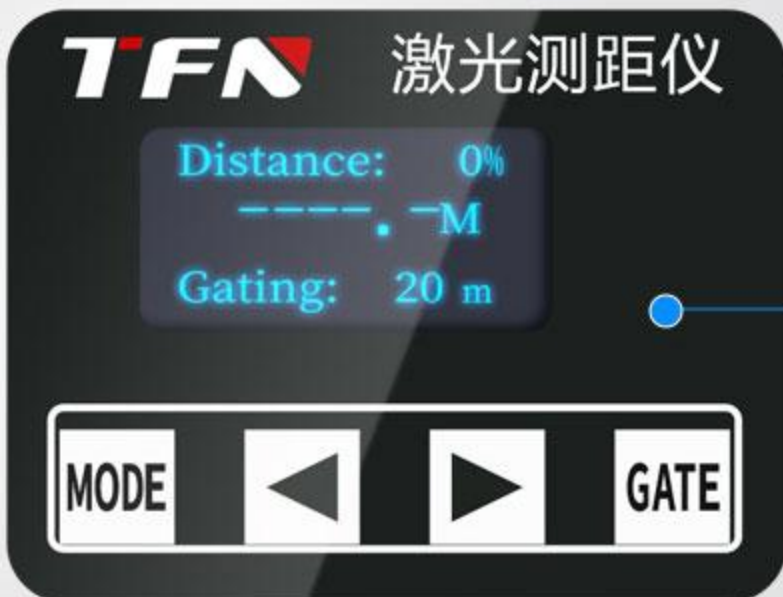 TFN 激光测距仪
Distance: 0%
----.-M
Gating: 20 m
MODE ◀ ▶ GATE